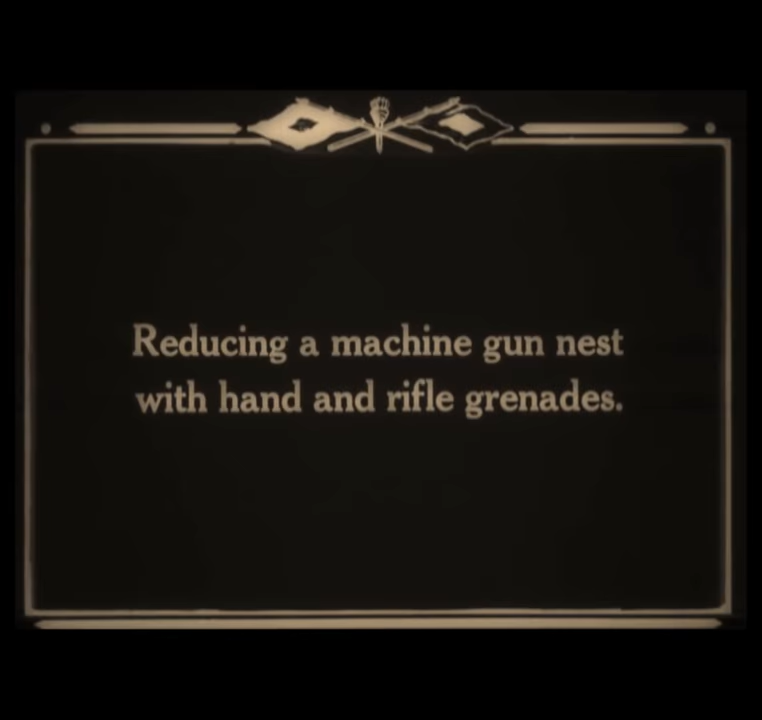 Reducing a machine gun nest
with hand and rifle grenades.